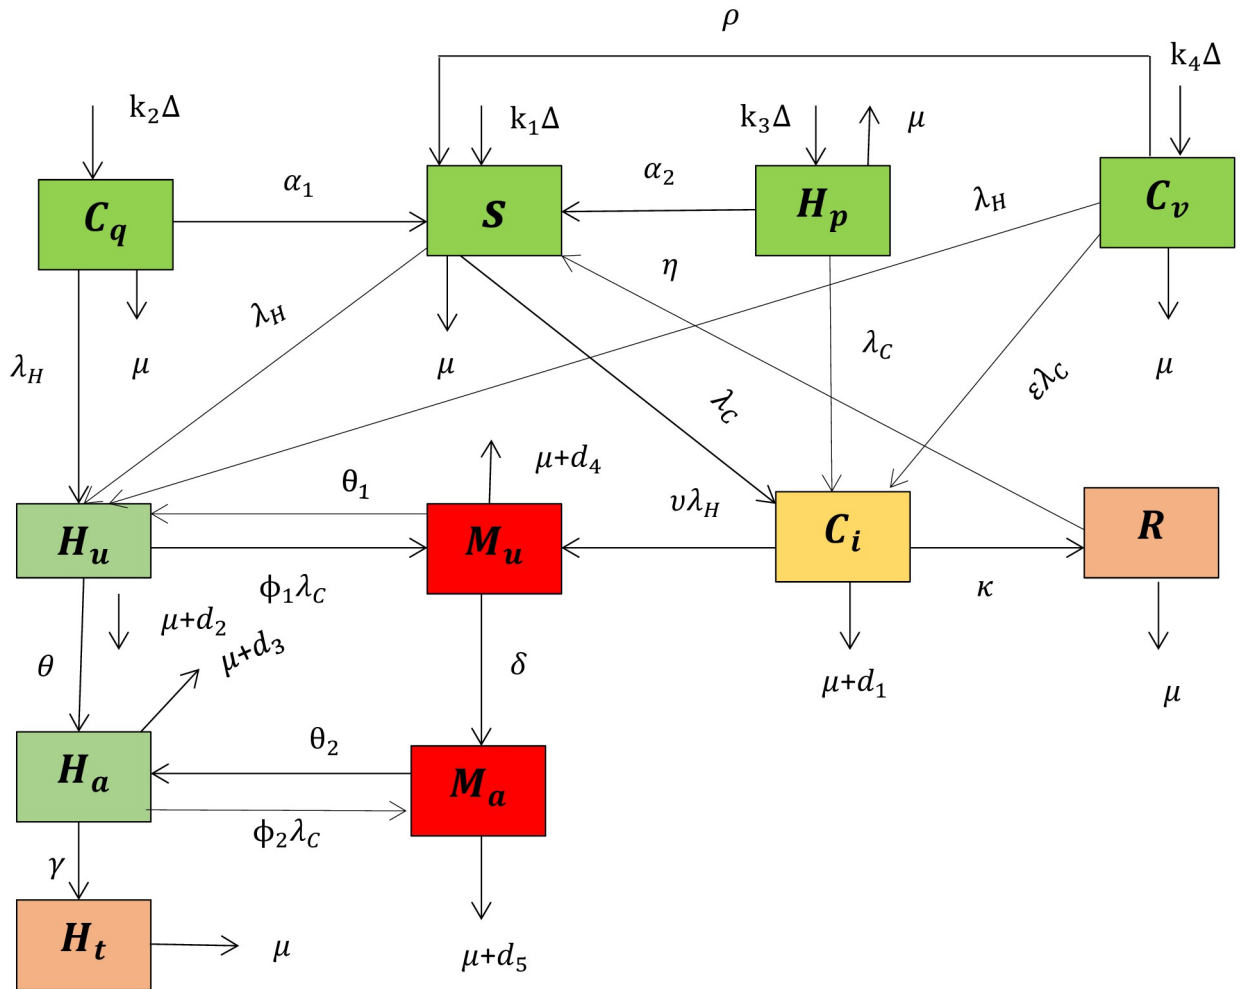 ρ
k₄Δ
k₂Δ
k₁Δ
k₃Δ
μ
α₁
α₂
λ_H
C_q
S
H_p
C_v
η
λ_H
λ_H
μ
μ
λ_C
λ_C
ελ_C
μ
θ₁
μ+d₄
υλ_H
H_u
M_u
C_i
R
ϕ₁λ_C
κ
μ+d₂
μ+d₃
θ
δ
μ+d₁
μ
θ₂
H_a
M_a
ϕ₂λ_C
γ
H_t
μ
μ+d₅